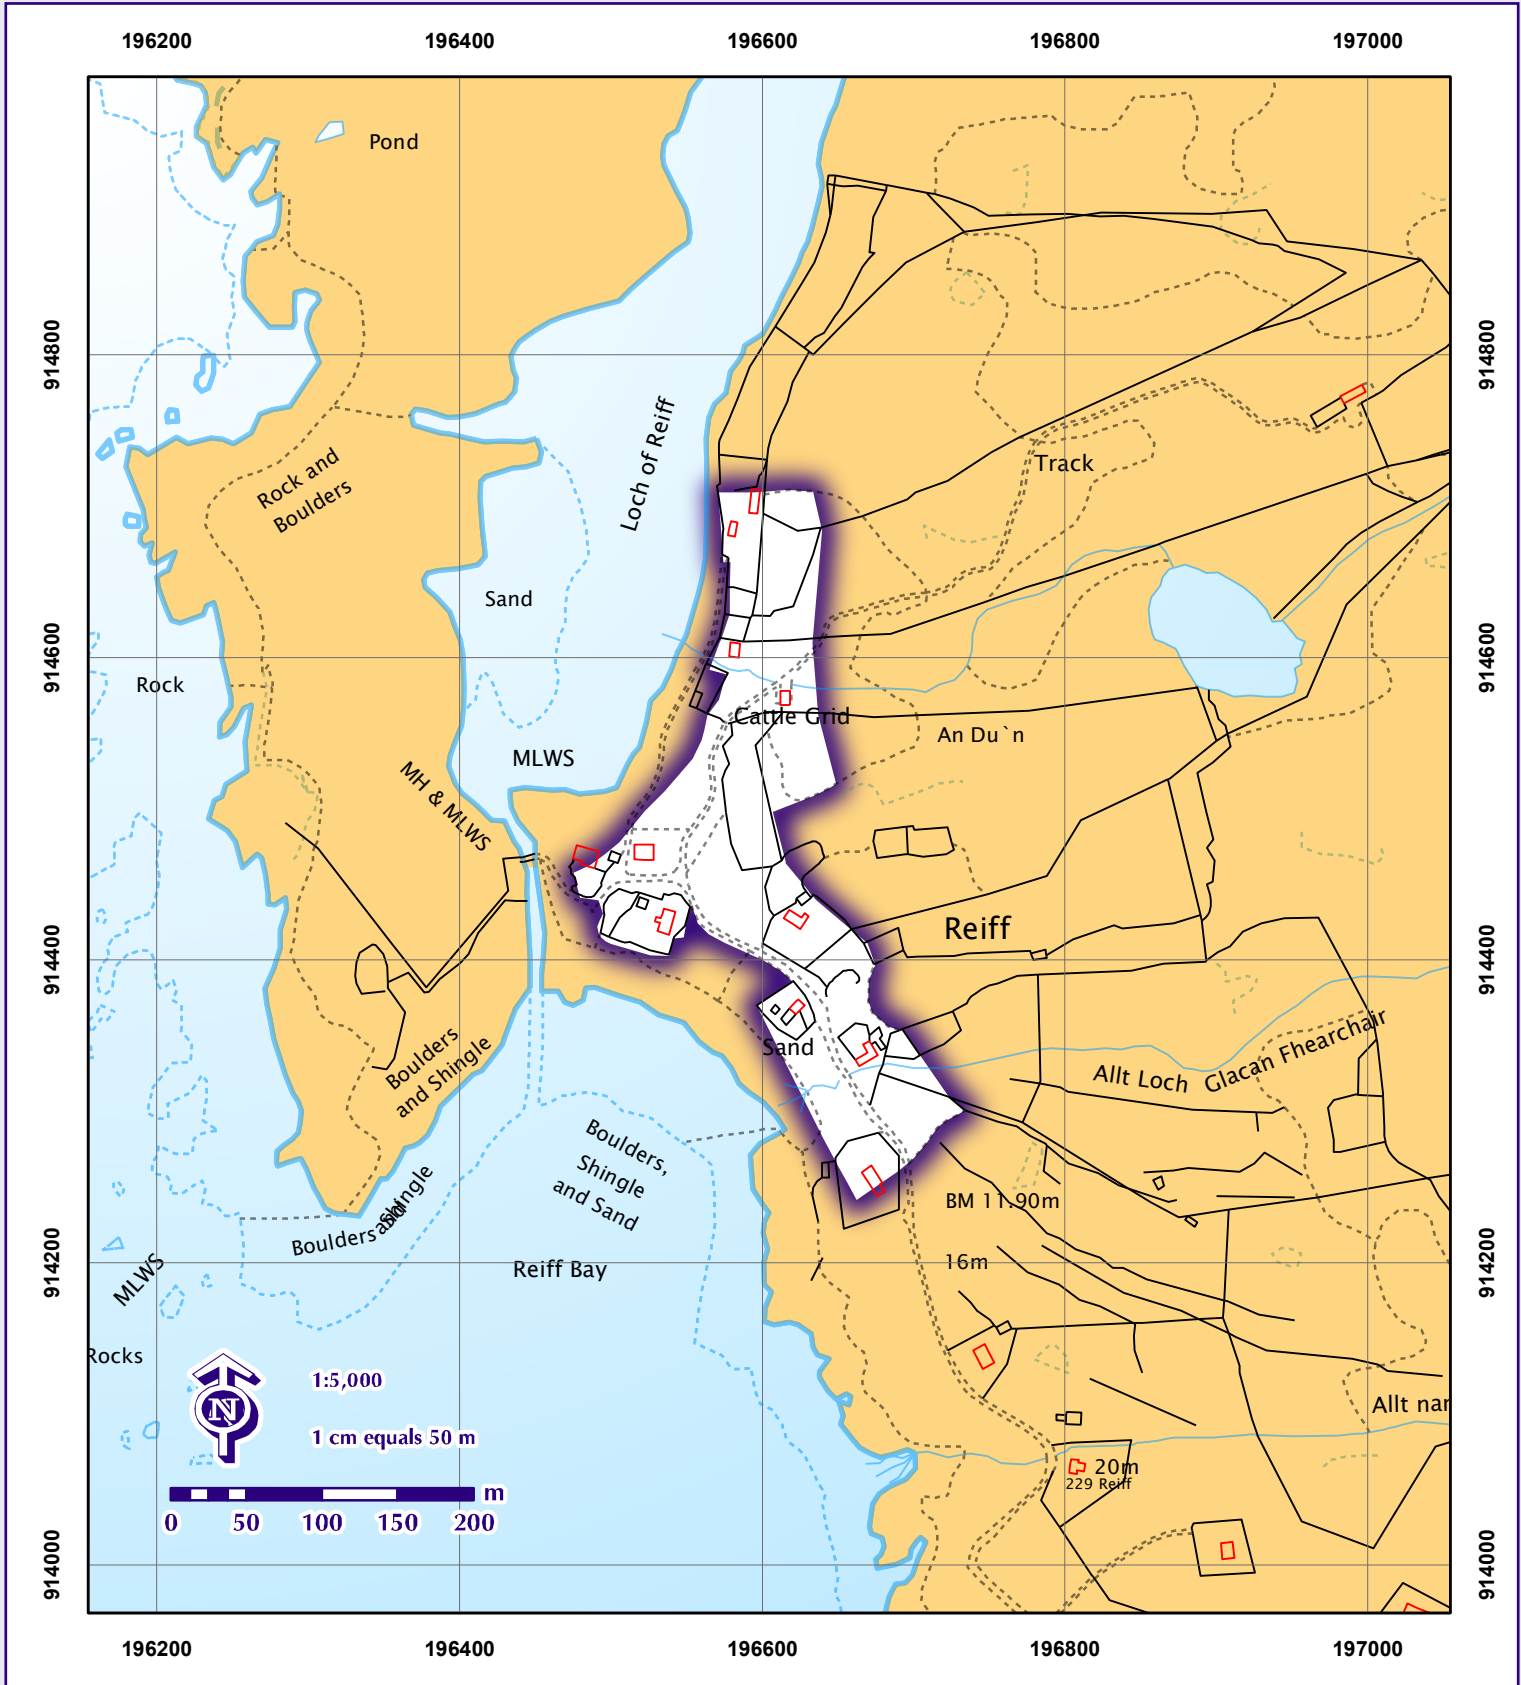 196200 196400 196600 196800 197000
Pond
914800
914800
Loch of Reiff
Rock and
Boulders
Track
Sand
914600
914600
Rock
Cattle Grid
An Du`n
MLWS
MH & MLWS
Reiff
914400
914400
Sand
Boulders
and Shingle
Allt Loch Glacan Fhearchair
Boulders,
Shingle
and Sand
BM 11.90m
Boulders and
Shingle
MLWS
Reiff Bay
16m
914200
914200
Rocks
N
1:5,000
1 cm equals 50 m
m
0 50 100 150 200
Allt nar
20m
229 Reiff
914000
914000
196200 196400 196600 196800 197000